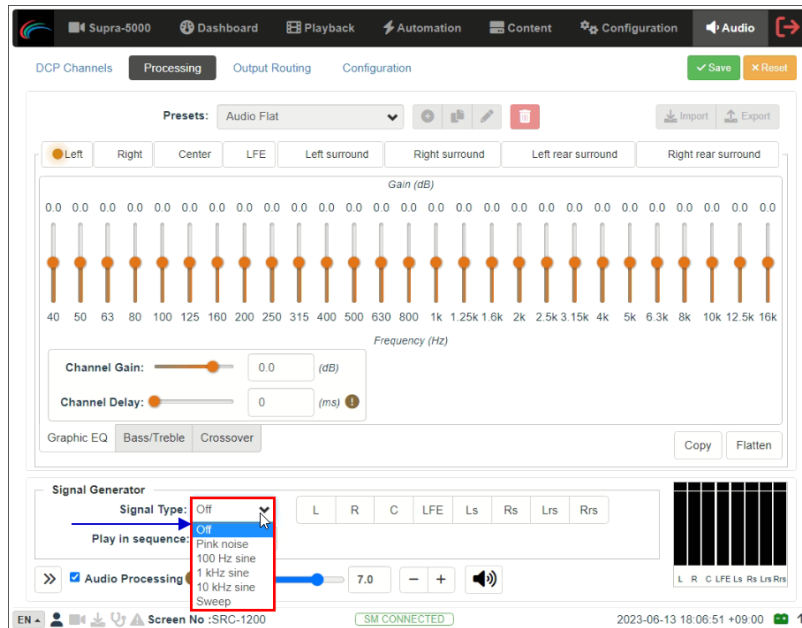 Supra-5000 Dashboard Playback Automation Content Configuration Audio
DCP Channels Processing Output Routing Configuration Save Reset
Presets: Audio Flat Import Export
Left Right Center LFE Left surround Right surround Left rear surround Right rear surround
Gain (dB)
0.0 0.0 0.0 0.0 0.0 0.0 0.0 0.0 0.0 0.0 0.0 0.0 0.0 0.0 0.0 0.0 0.0 0.0 0.0 0.0 0.0 0.0 0.0 0.0 0.0 0.0 0.0
40 50 63 80 100 125 160 200 250 315 400 500 630 800 1k 1.25k 1.6k 2k 2.5k 3.15k 4k 5k 6.3k 8k 10k 12.5k 16k
Frequency (Hz)
Channel Gain: 0.0 (dB)
Channel Delay: 0 (ms)
Graphic EQ Bass/Treble Crossover Copy Flatten
Signal Generator
Signal Type: Off L R C LFE Ls Rs Lrs Rrs
Off
Play in sequence:
Pink noise
100 Hz sine
1 kHz sine
10 kHz sine
Sweep
Audio Processing 7.0 − +
L R C LFE Ls Rs Lrs Rrs
EN Screen No :SRC-1200 SM CONNECTED 2023-06-13 18:06:51 +09:00 1